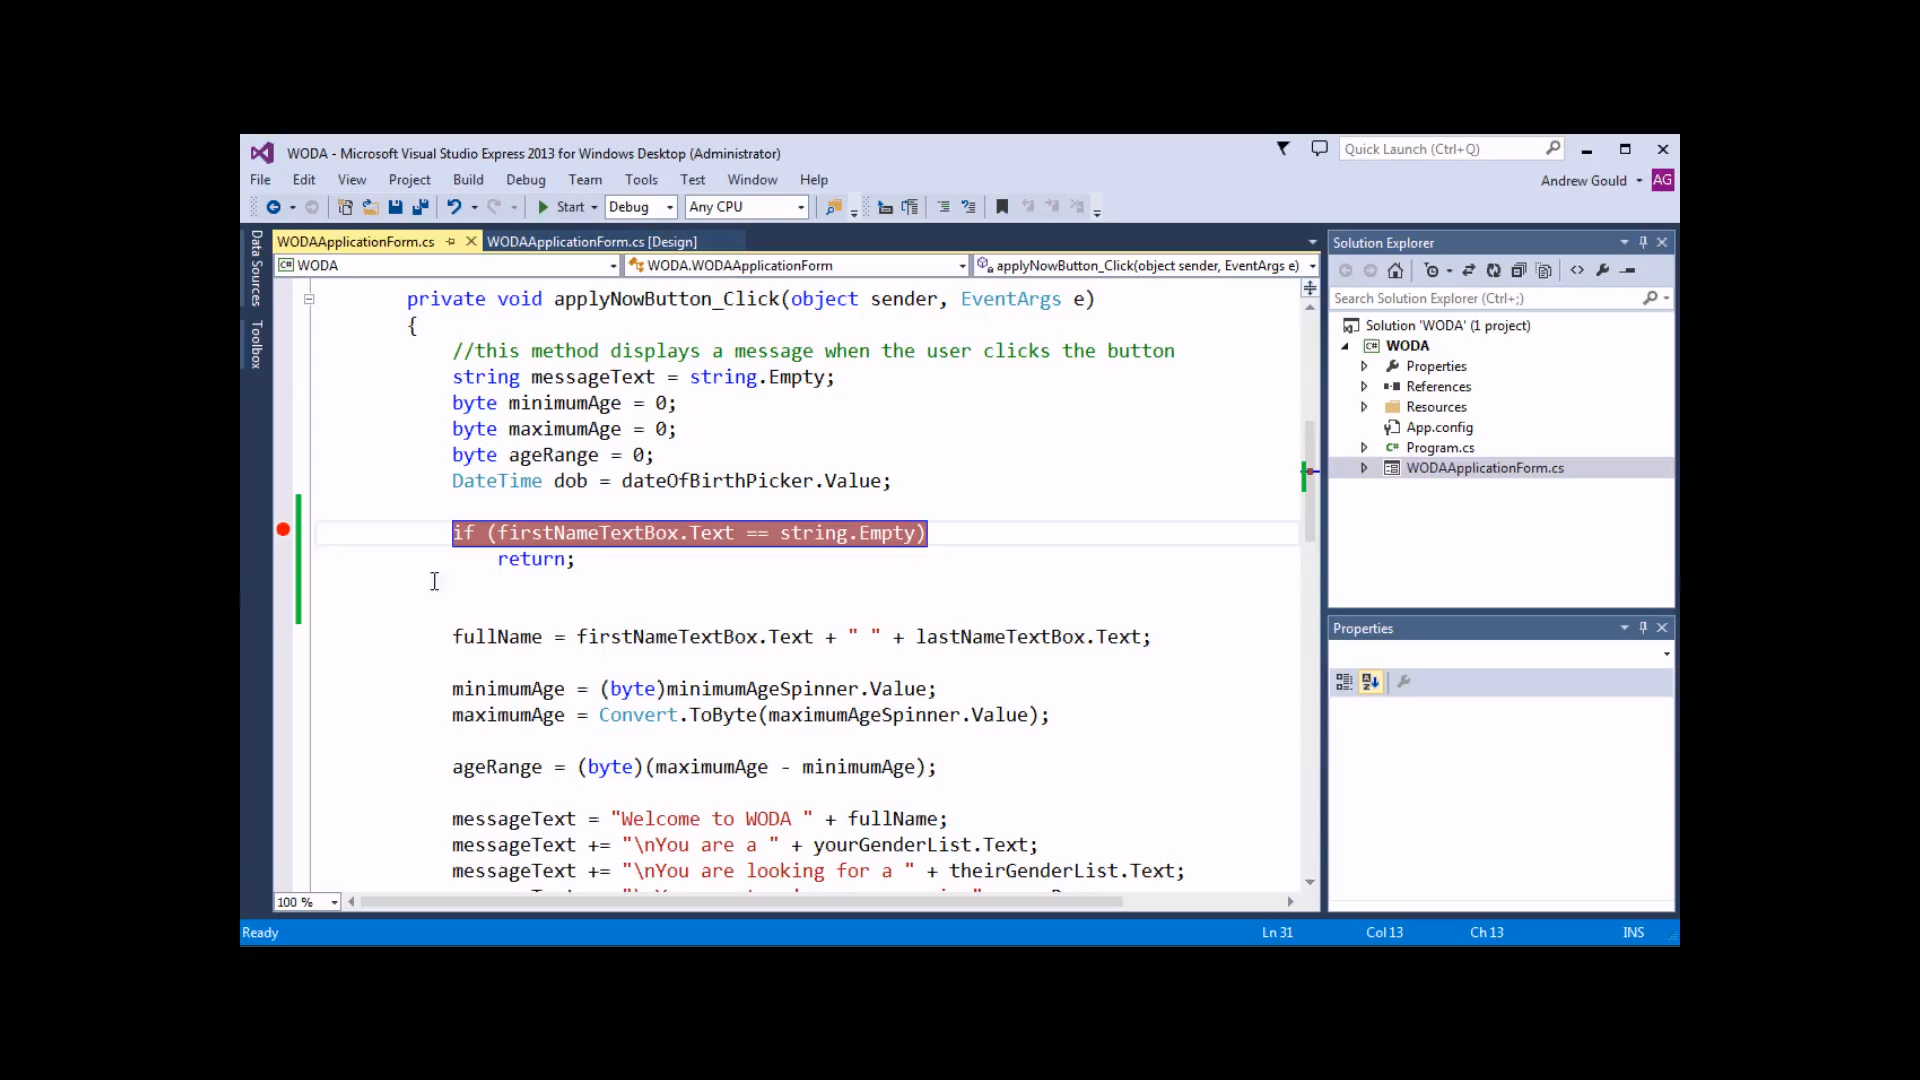 WODA - Microsoft Visual Studio Express 2013 for Windows Desktop (Administrator)
Quick Launch (Ctrl+Q)
File Edit View Project Build Debug Team Tools Test Window Help
Andrew Gould AG
Start Debug Any CPU
Data Sources
Toolbox
WODAApplicationForm.cs
WODAApplicationForm.cs [Design]
WODA
WODA.WODAApplicationForm
applyNowButton_Click(object sender, EventArgs e)
private void applyNowButton_Click(object sender, EventArgs e)
{
//this method displays a message when the user clicks the button
string messageText = string.Empty;
byte minimumAge = 0;
byte maximumAge = 0;
byte ageRange = 0;
DateTime dob = dateOfBirthPicker.Value;
if (firstNameTextBox.Text == string.Empty)
return;
fullName = firstNameTextBox.Text + " " + lastNameTextBox.Text;
minimumAge = (byte)minimumAgeSpinner.Value;
maximumAge = Convert.ToByte(maximumAgeSpinner.Value);
ageRange = (byte)(maximumAge - minimumAge);
messageText = "Welcome to WODA " + fullName;
messageText += "\nYou are a " + yourGenderList.Text;
messageText += "\nYou are looking for a " + theirGenderList.Text;
100 %
Solution Explorer
Search Solution Explorer (Ctrl+;)
Solution 'WODA' (1 project)
WODA
Properties
References
Resources
App.config
Program.cs
WODAApplicationForm.cs
Properties
Ready
Ln 31 Col 13 Ch 13 INS